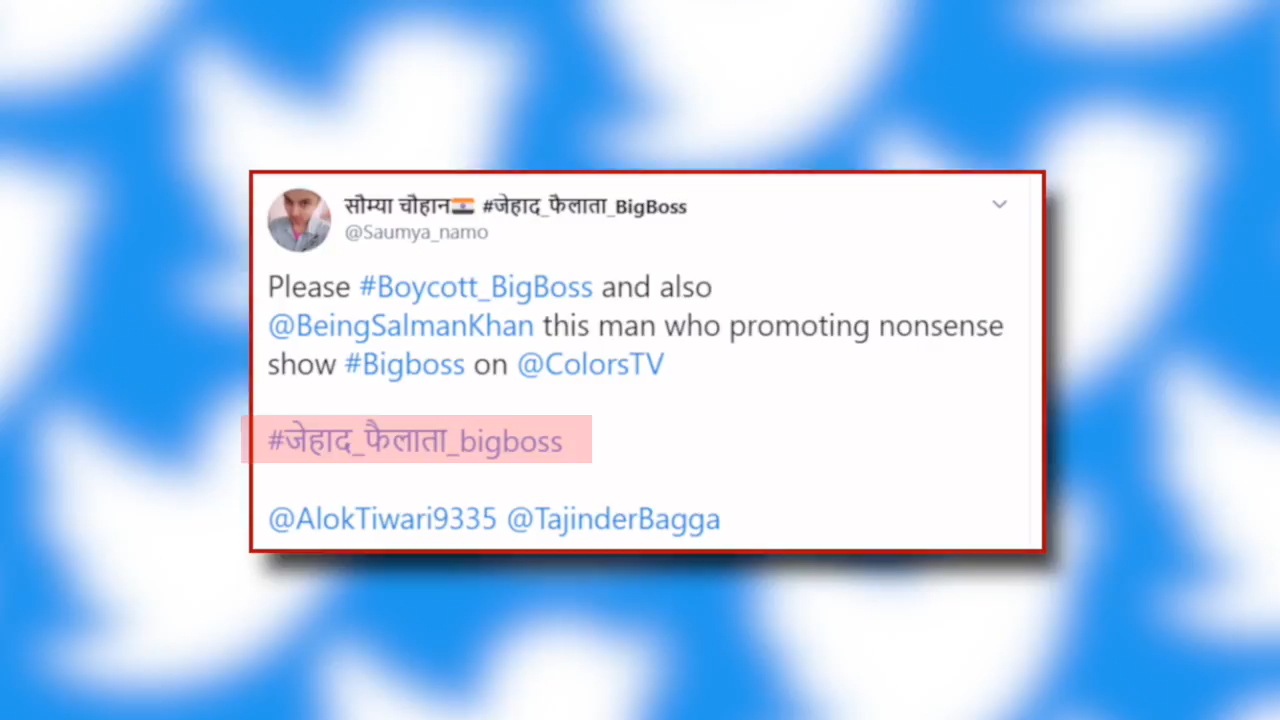 सौम्या चौहान🇮🇳 #जेहाद_फैलाता_BigBoss
@Saumya_namo
Please #Boycott_BigBoss and also
@BeingSalmanKhan this man who promoting nonsense
show #Bigboss on @ColorsTV
#जेहाद_फैलाता_bigboss
@AlokTiwari9335 @TajinderBagga